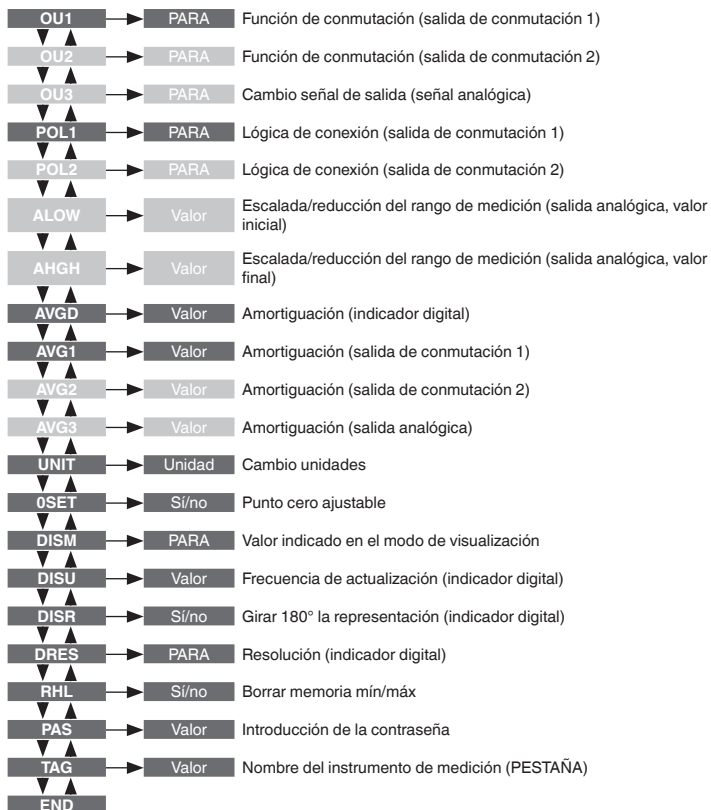 OU1 PARA Función de conmutación (salida de conmutación 1)
OU2 PARA Función de conmutación (salida de conmutación 2)
OU3 PARA Cambio señal de salida (señal analógica)
POL1 PARA Lógica de conexión (salida de conmutación 1)
POL2 PARA Lógica de conexión (salida de conmutación 2)
ALOW Valor Escalada/reducción del rango de medición (salida analógica, valor
inicial)
AHGH Valor Escalada/reducción del rango de medición (salida analógica, valor
final)
AVGD Valor Amortiguación (indicador digital)
AVG1 Valor Amortiguación (salida de conmutación 1)
AVG2 Valor Amortiguación (salida de conmutación 2)
AVG3 Valor Amortiguación (salida analógica)
UNIT Unidad Cambio unidades
0SET Sí/no Punto cero ajustable
DISM PARA Valor indicado en el modo de visualización
DISU Valor Frecuencia de actualización (indicador digital)
DISR Sí/no Girar 180° la representación (indicador digital)
DRES PARA Resolución (indicador digital)
RHL Sí/no Borrar memoria mín/máx
PAS Valor Introducción de la contraseña
TAG Valor Nombre del instrumento de medición (PESTAÑA)
END